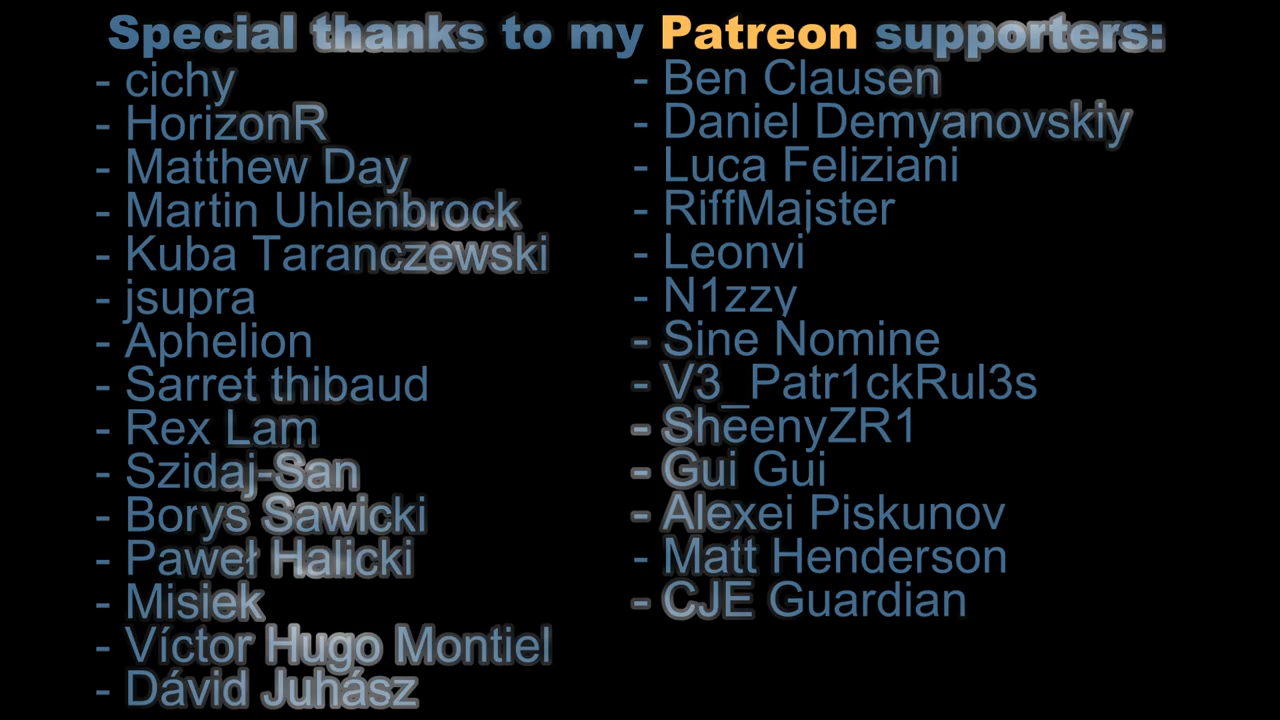 Special thanks to my Patreon supporters:
- cichy
- HorizonR
- Matthew Day
- Martin Uhlenbrock
- Kuba Taranczewski
- jsupra
- Aphelion
- Sarret thibaud
- Rex Lam
- Szidaj-San
- Borys Sawicki
- Paweł Halicki
- Misiek
- Víctor Hugo Montiel
- Dávid Juhász
- Ben Clausen
- Daniel Demyanovskiy
- Luca Feliziani
- RiffMajster
- Leonvi
- N1zzy
- Sine Nomine
- V3_Patr1ckRul3s
- SheenyZR1
- Gui Gui
- Alexei Piskunov
- Matt Henderson
- CJE Guardian